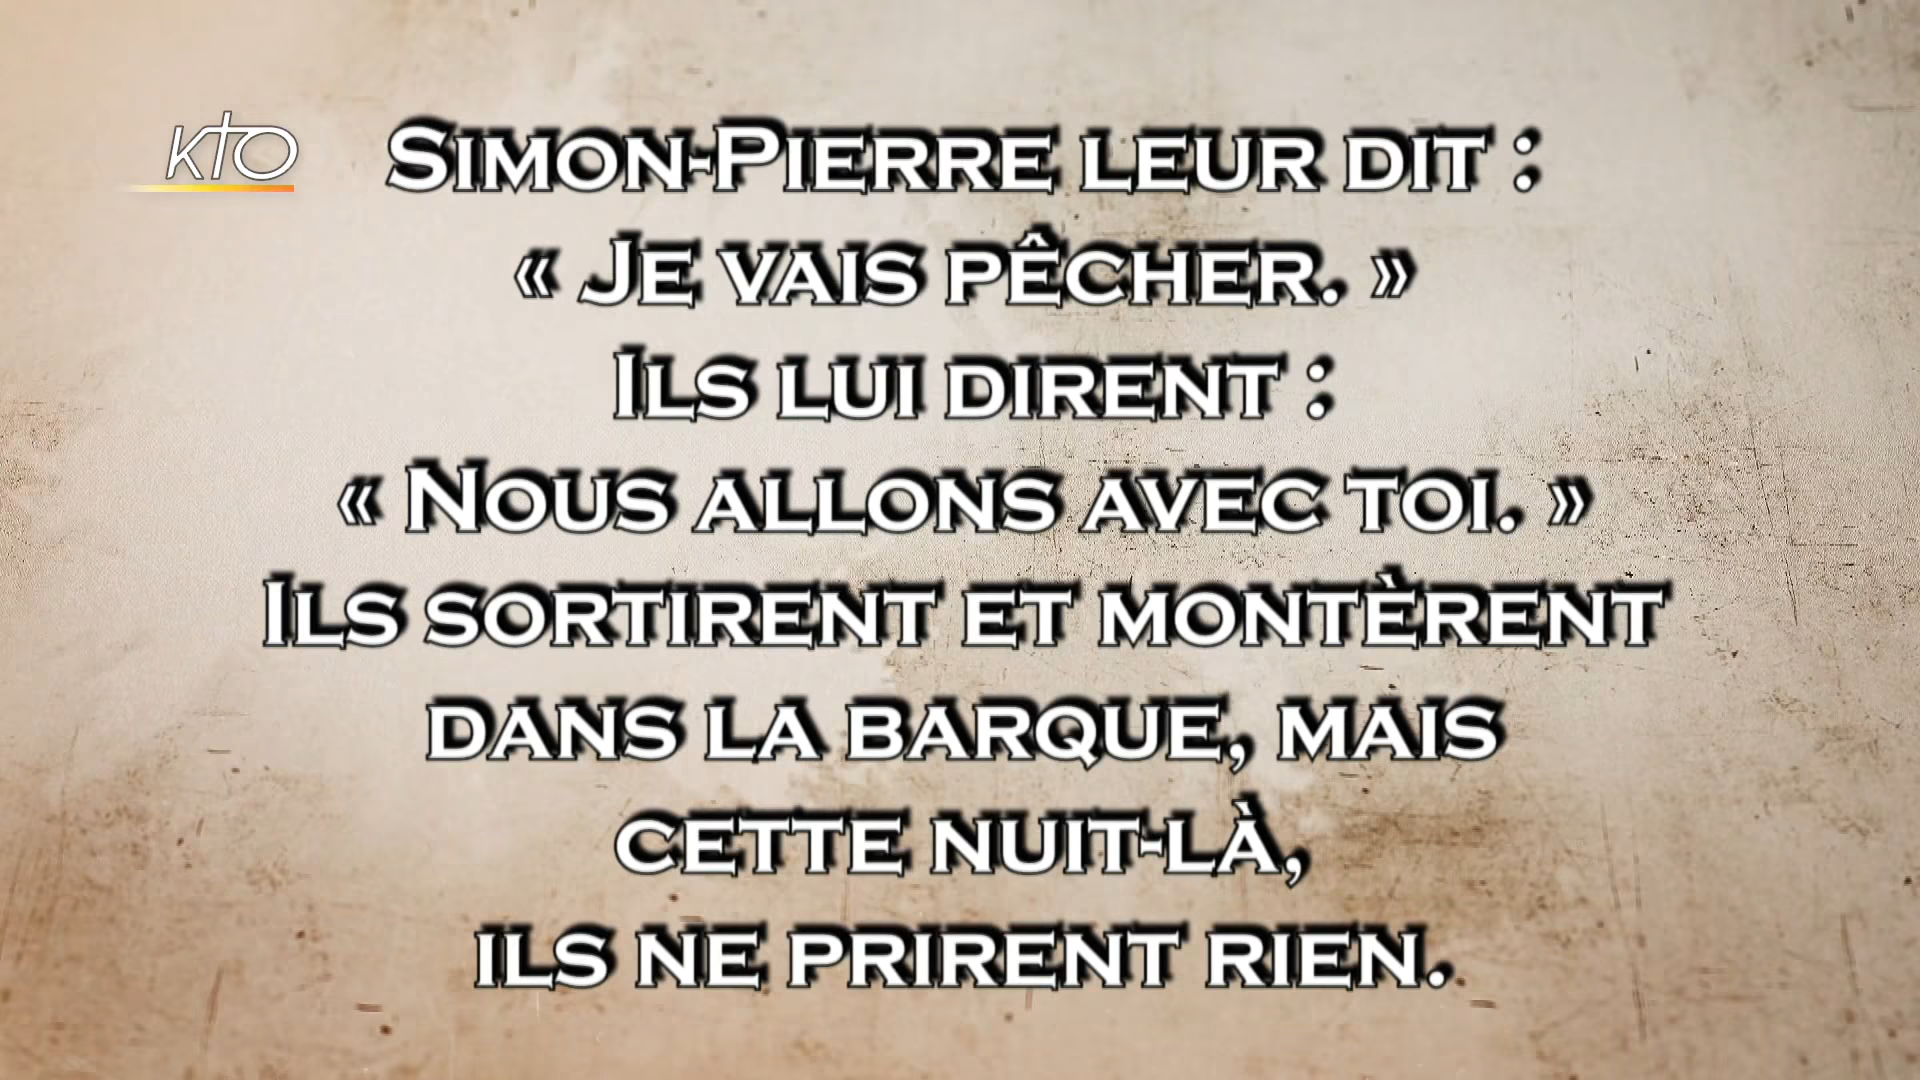 KTO
Simon-Pierre leur dit :
« Je vais pêcher. »
Ils lui dirent :
« Nous allons avec toi. »
Ils sortirent et montèrent
dans la barque, mais
cette nuit-là,
ils ne prirent rien.